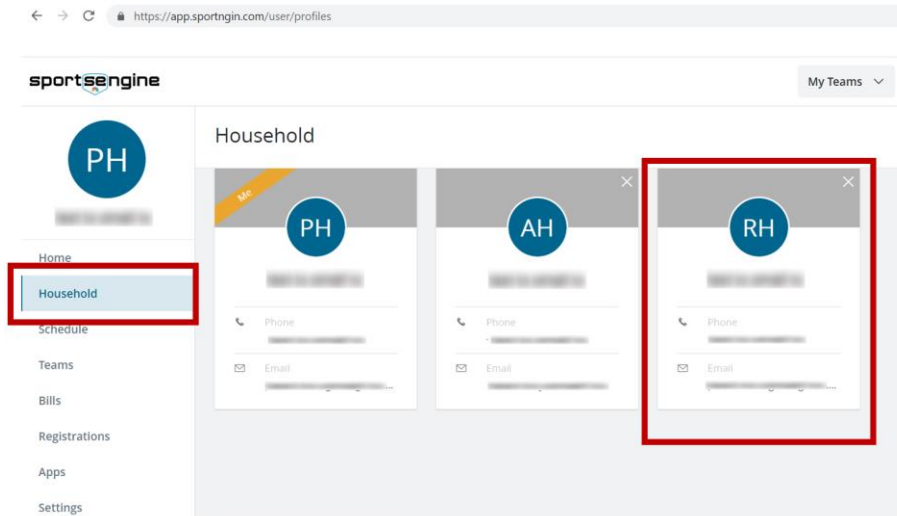 https://app.sportngin.com/user/profiles
sportsengine
My Teams
PH
Household
Me
PH
AH
RH
Home
Household
Schedule
Teams
Bills
Registrations
Apps
Settings
Phone
Email
...
Phone
Email
Phone
Email
...